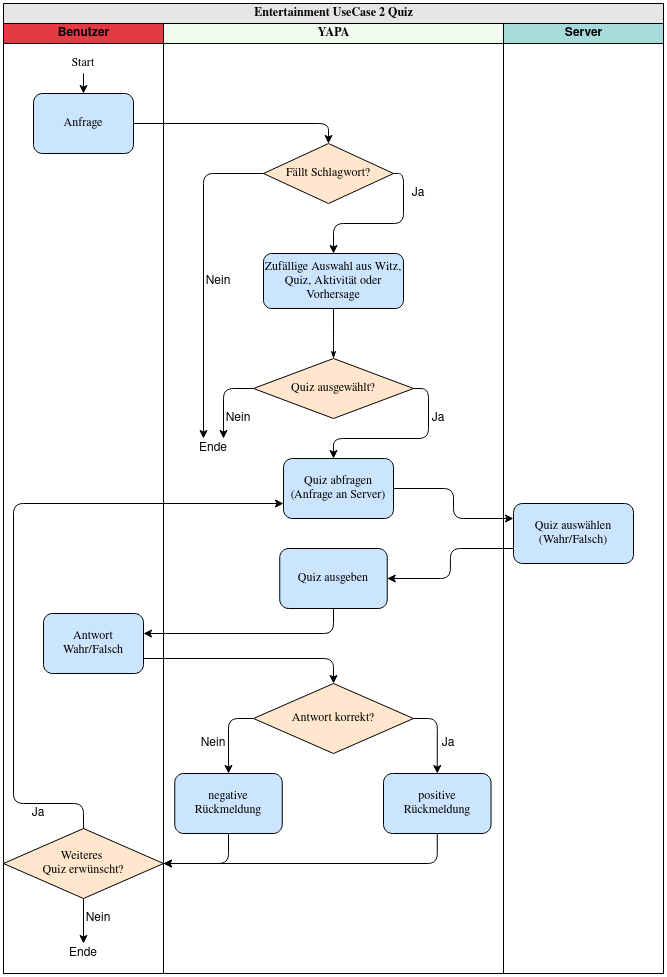 Entertainment UseCase 2 Quiz
Benutzer
YAPA
Server
Start
Anfrage
Fällt Schlagwort?
Ja
Nein
Zufällige Auswahl aus Witz,
Quiz, Aktivität oder
Vorhersage
Quiz ausgewählt?
Nein
Ja
Ende
Quiz abfragen
(Anfrage an Server)
Quiz auswählen
(Wahr/Falsch)
Quiz ausgeben
Antwort
Wahr/Falsch
Antwort korrekt?
Nein
Ja
negative
Rückmeldung
positive
Rückmeldung
Ja
Weiteres
Quiz erwünscht?
Nein
Ende